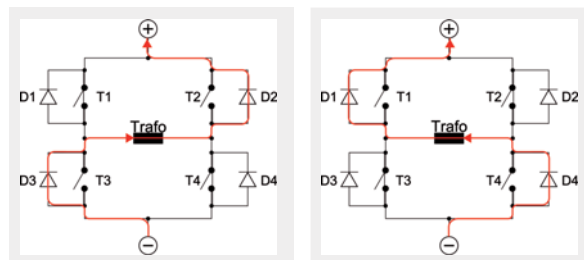 +
D1 T1 T2 D2
Trafo
D3 T3 T4 D4
−
+
D1 T1 T2 D2
Trafo
D3 T3 T4 D4
−